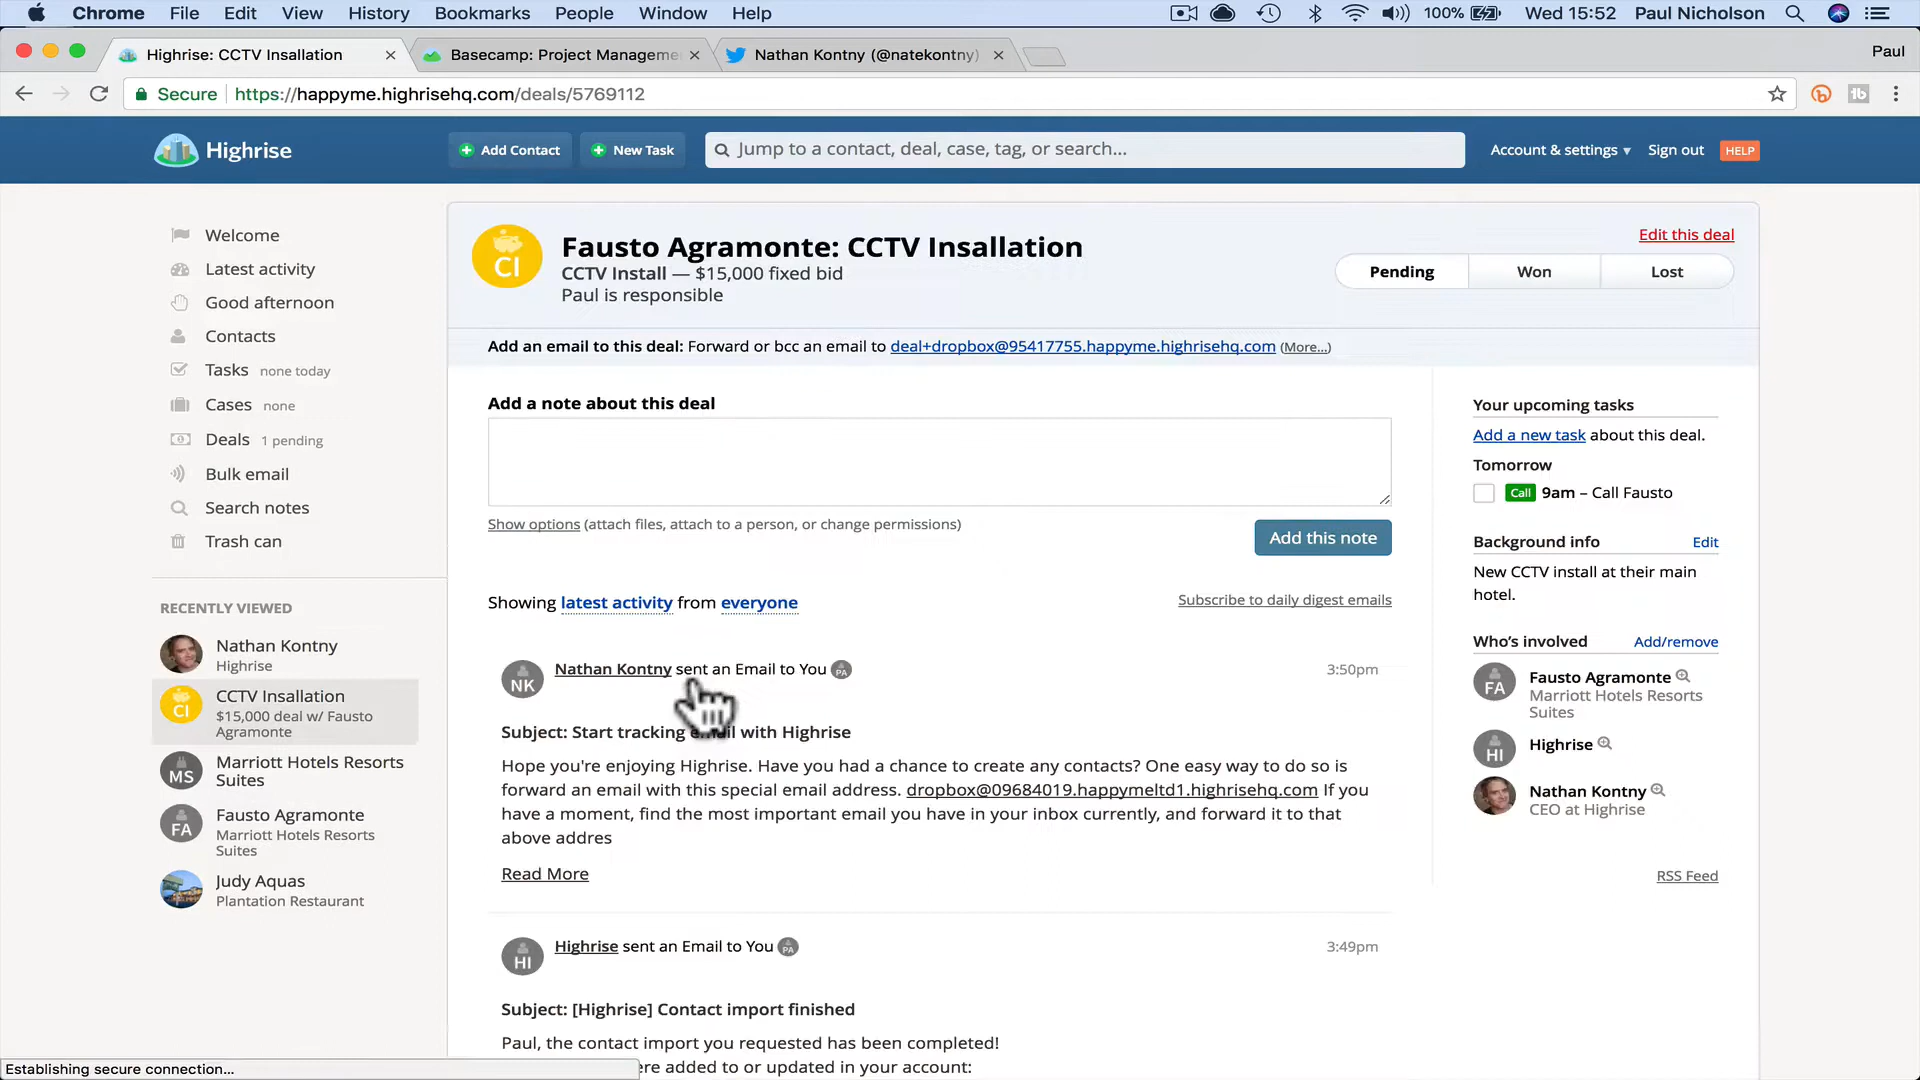 Chrome File Edit View History Bookmarks People Window Help 100% Wed 15:52 Paul Nicholson
Highrise: CCTV Insallation Basecamp: Project Manageme Nathan Kontny (@natekontny) Paul
Secure https://happyme.highrisehq.com/deals/5769112
Highrise Add Contact New Task Jump to a contact, deal, case, tag, or search... Account & settings Sign out HELP
Welcome
Latest activity
Good afternoon
Contacts
Tasks none today
Cases none
Deals 1 pending
Bulk email
Search notes
Trash can
RECENTLY VIEWED
Nathan Kontny
Highrise
CI
CCTV Insallation
$15,000 deal w/ Fausto
Agramonte
MS
Marriott Hotels Resorts
Suites
FA
Fausto Agramonte
Marriott Hotels Resorts
Suites
Judy Aquas
Plantation Restaurant
CI
Fausto Agramonte: CCTV Insallation
CCTV Install — $15,000 fixed bid
Paul is responsible
Edit this deal
Pending Won Lost
Add an email to this deal: Forward or bcc an email to deal+dropbox@95417755.happyme.highrisehq.com (More...)
Add a note about this deal
Show options (attach files, attach to a person, or change permissions)
Add this note
Showing latest activity from everyone
Subscribe to daily digest emails
NK
Nathan Kontny sent an Email to You PA 3:50pm
Subject: Start tracking email with Highrise
Hope you're enjoying Highrise. Have you had a chance to create any contacts? One easy way to do so is
forward an email with this special email address. dropbox@09684019.happymeltd1.highrisehq.com If you
have a moment, find the most important email you have in your inbox currently, and forward it to that
above addres
Read More
HI
Highrise sent an Email to You PA 3:49pm
Subject: [Highrise] Contact import finished
Paul, the contact import you requested has been completed!
ere added to or updated in your account:
Your upcoming tasks
Add a new task about this deal.
Tomorrow
Call 9am – Call Fausto
Background info Edit
New CCTV install at their main
hotel.
Who's involved Add/remove
FA
Fausto Agramonte
Marriott Hotels Resorts
Suites
HI
Highrise
Nathan Kontny
CEO at Highrise
RSS Feed
Establishing secure connection...